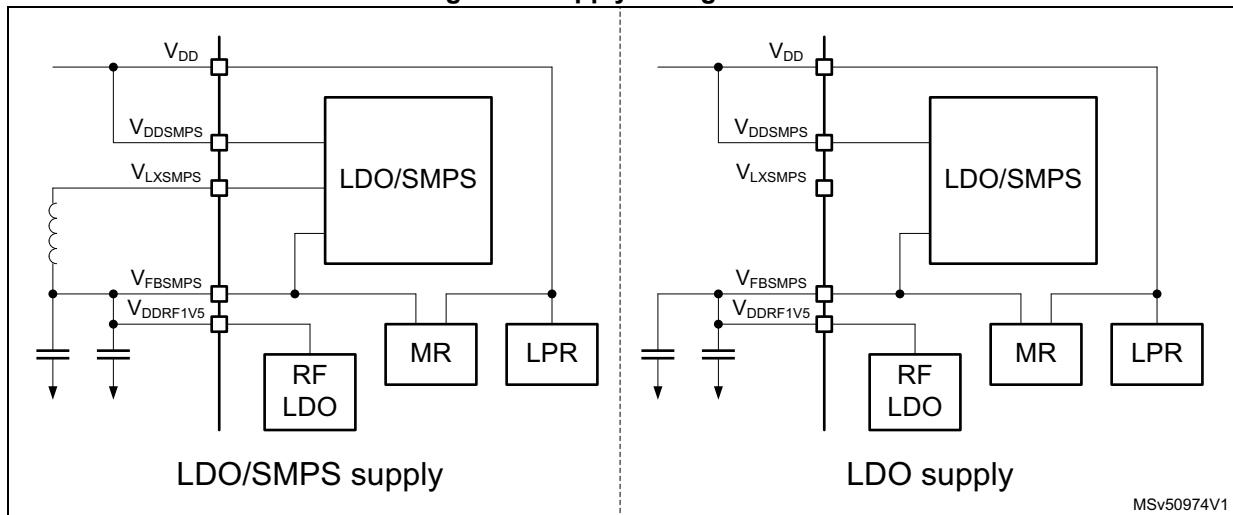 V_DD
V_DDSMPS
V_LXSMPS
LDO/SMPS
V_FBSMPS
V_DDRF1V5
MR
LPR
RF
LDO
LDO/SMPS supply
V_DD
V_DDSMPS
V_LXSMPS
LDO/SMPS
V_FBSMPS
V_DDRF1V5
MR
LPR
RF
LDO
LDO supply
MSv50974V1